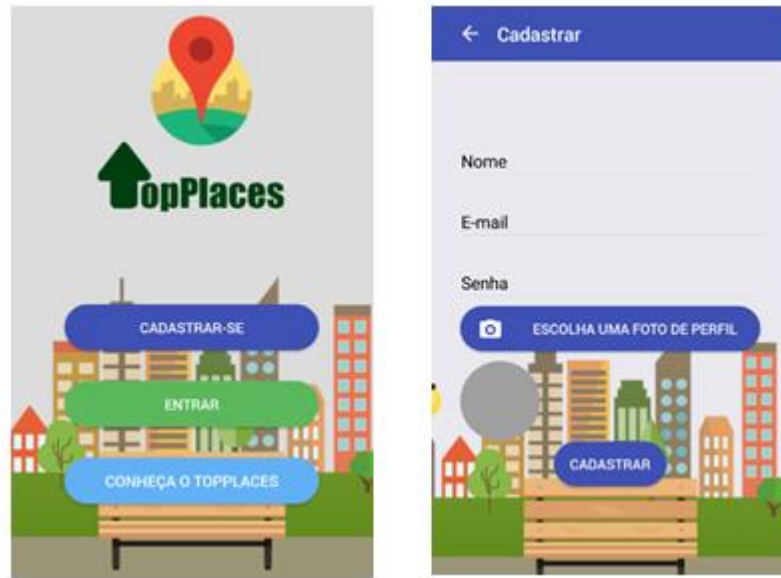 TopPlaces
CADASTRAR-SE
ENTRAR
CONHEÇA O TOPPLACES
Cadastrar
Nome
E-mail
Senha
ESCOLHA UMA FOTO DE PERFIL
CADASTRAR